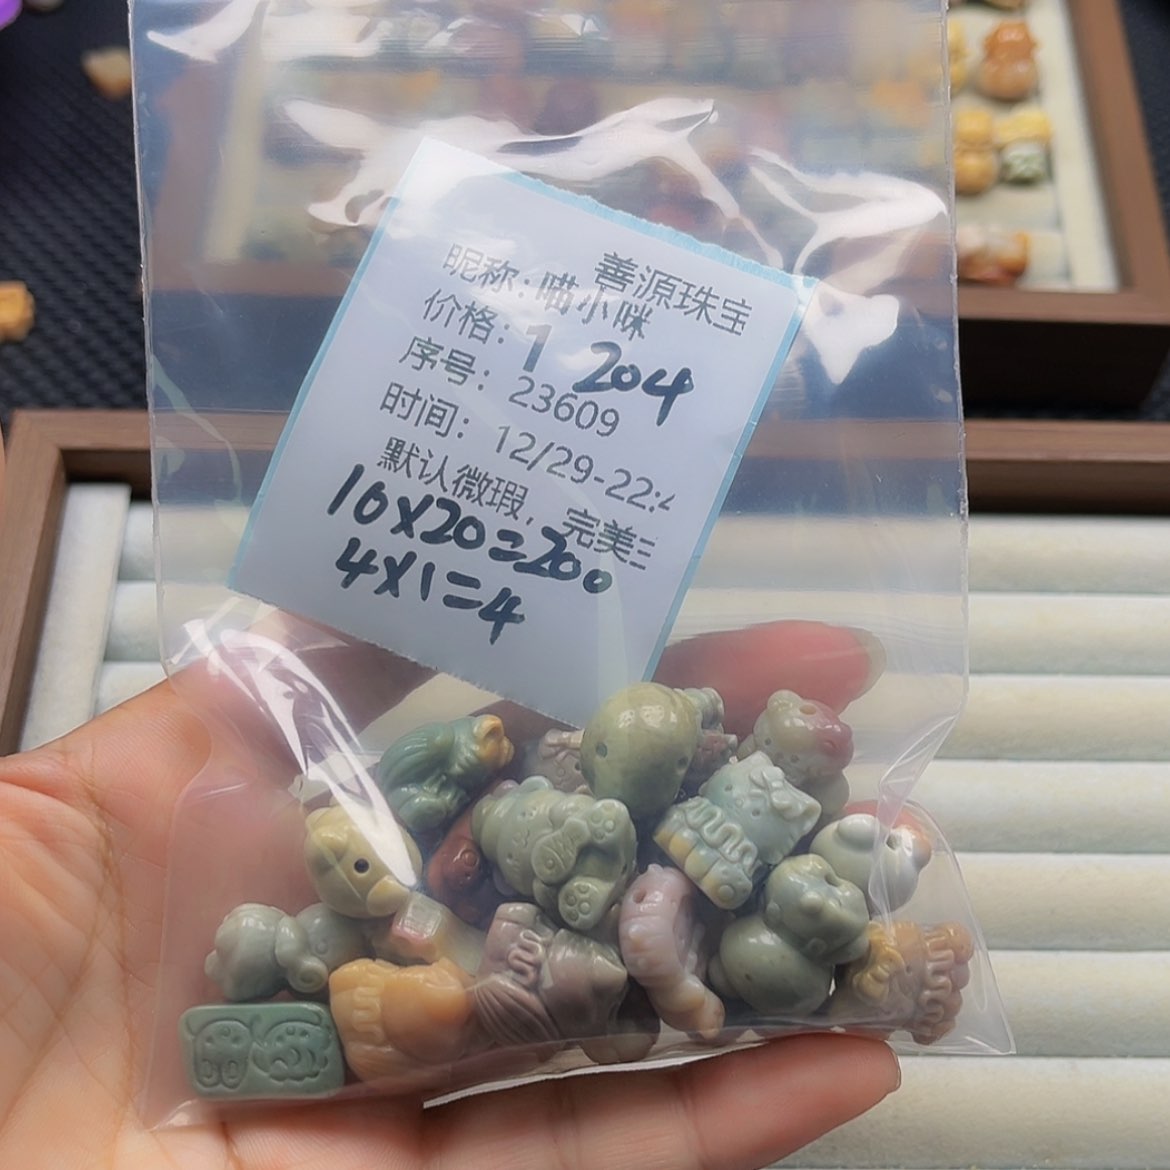 善源珠宝
昵称：喵小咪
价格：1 204
序号：23609
时间：12/29-22:
默认微瑕，完美
10X20=200
4X1=4